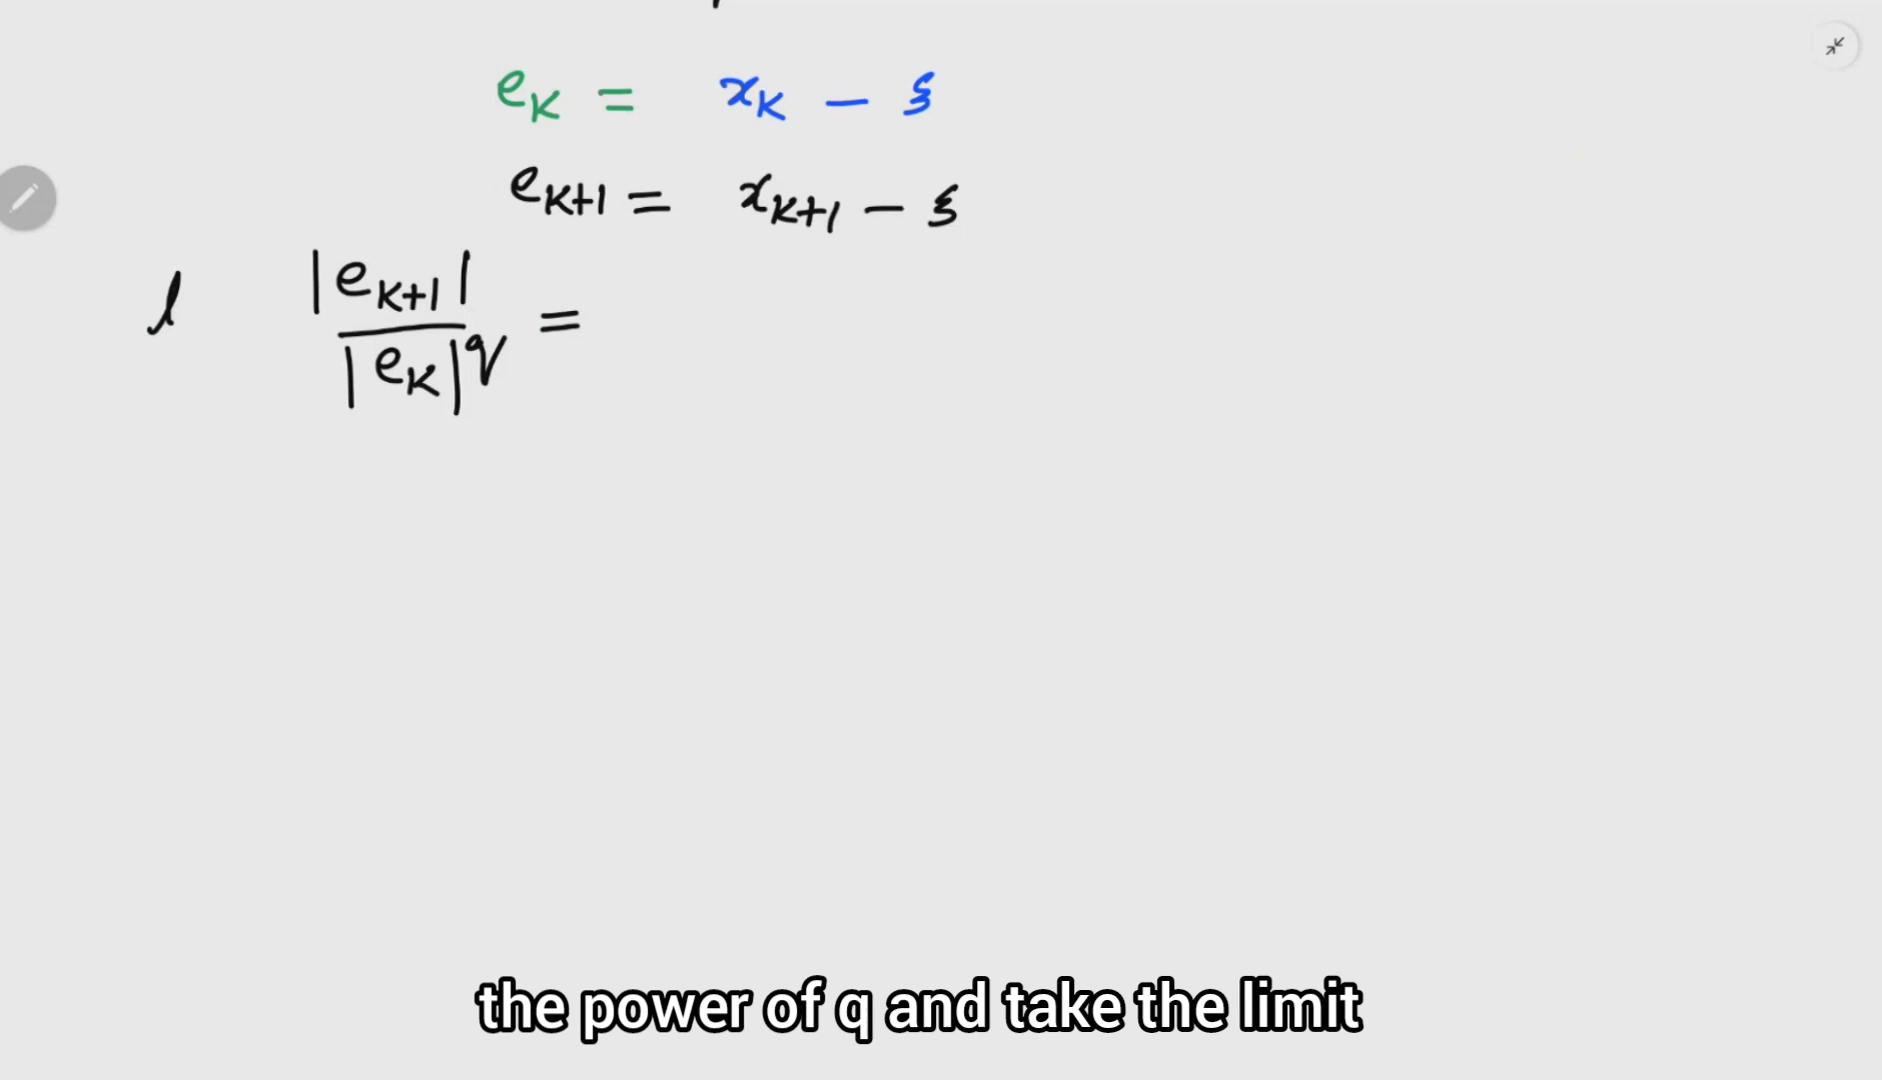 e_k = x_k − ξ
e_{k+1} = x_{k+1} − ξ
l |e_{k+1}| / |e_k|^q =
the power of q and take the limit